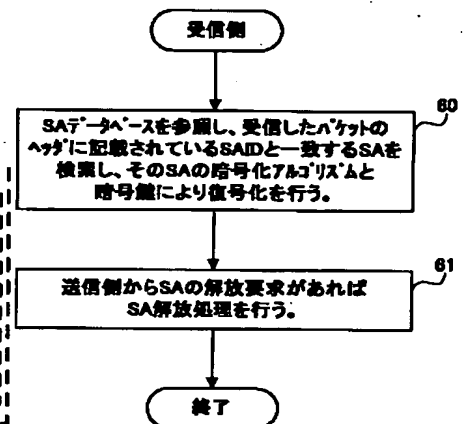 受信側
60
SAデータベースを参照し、受信したパケットの
ヘッダに記載されているSAIDと一致するSAを
検索し、そのSAの暗号化アルゴリズムと
暗号鍵により復号化を行う。
61
送信側からSAの解放要求があれば
SA解放処理を行う。
終了